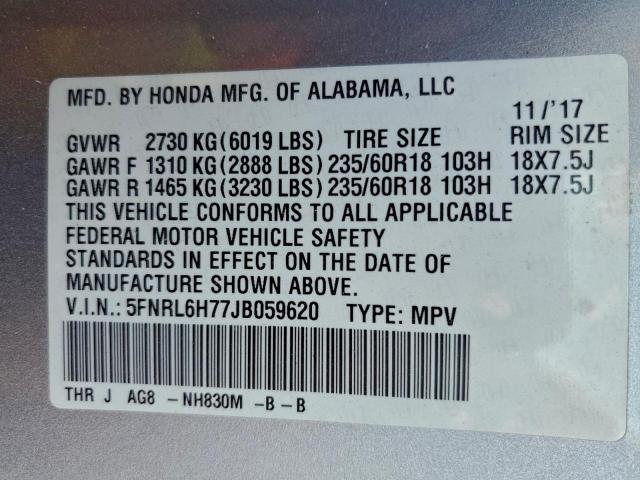 MFD. BY HONDA MFG. OF ALABAMA, LLC
11/'17
GVWR 2730 KG(6019 LBS) TIRE SIZE RIM SIZE
GAWR F 1310 KG(2888 LBS) 235/60R18 103H 18X7.5J
GAWR R 1465 KG(3230 LBS) 235/60R18 103H 18X7.5J
THIS VEHICLE CONFORMS TO ALL APPLICABLE
FEDERAL MOTOR VEHICLE SAFETY
STANDARDS IN EFFECT ON THE DATE OF
MANUFACTURE SHOWN ABOVE.
V.I.N.: 5FNRL6H77JB059620 TYPE: MPV
THR J AG8 - NH830M -B-B